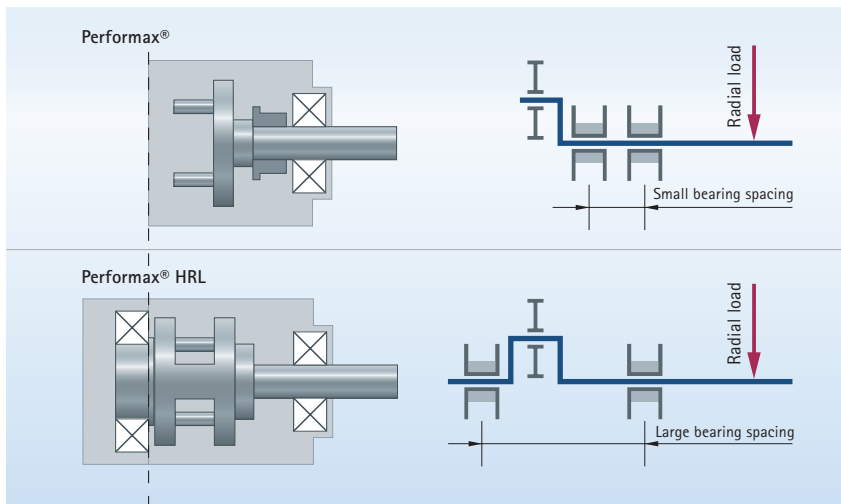 Performax®
Radial load
Small bearing spacing
Performax® HRL
Radial load
Large bearing spacing